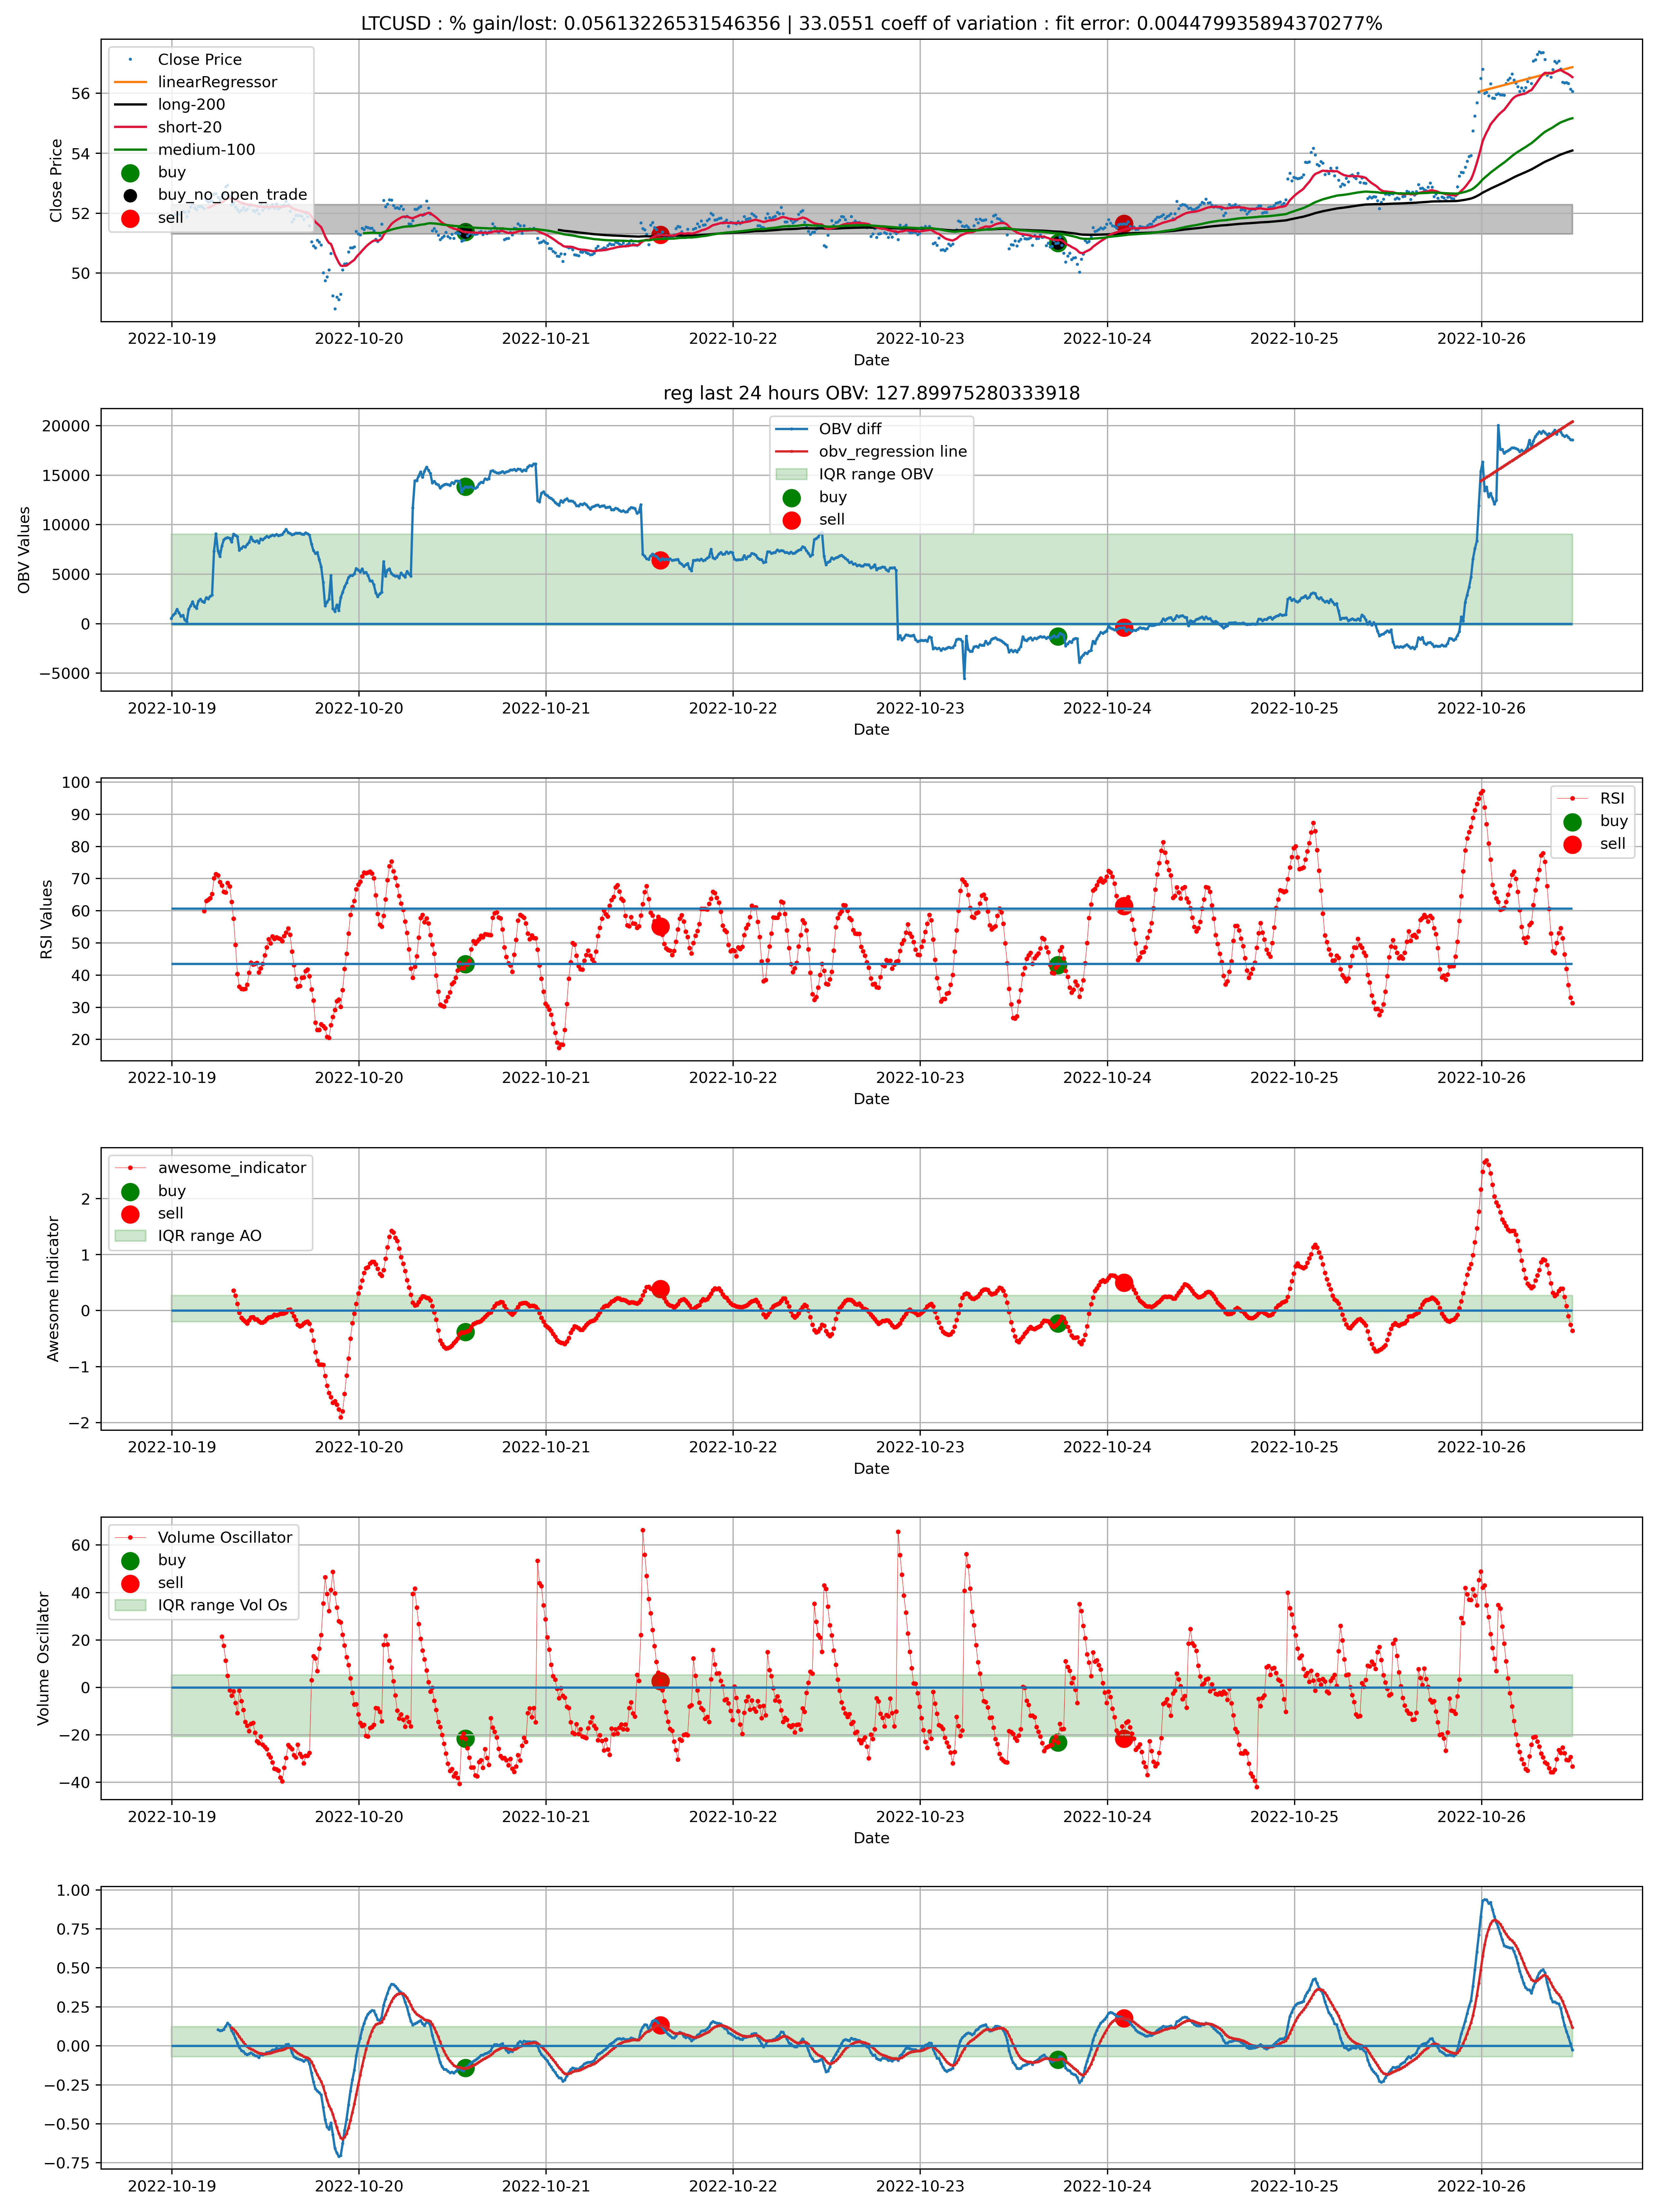 LTCUSD : % gain/lost: 0.05613226531546356 | 33.0551 coeff of variation : fit error: 0.004479935894370277%
Close Price
linearRegressor
long-200
short-20
medium-100
buy
buy_no_open_trade
sell
56
54
52
50
Close Price
2022-10-19 2022-10-20 2022-10-21 2022-10-22 2022-10-23 2022-10-24 2022-10-25 2022-10-26
Date
reg last 24 hours OBV: 127.89975280333918
OBV diff
obv_regression line
IQR range OBV
buy
sell
20000
15000
10000
5000
0
−5000
OBV Values
2022-10-19 2022-10-20 2022-10-21 2022-10-22 2022-10-23 2022-10-24 2022-10-25 2022-10-26
Date
RSI
buy
sell
100
90
80
70
60
50
40
30
20
RSI Values
2022-10-19 2022-10-20 2022-10-21 2022-10-22 2022-10-23 2022-10-24 2022-10-25 2022-10-26
Date
awesome_indicator
buy
sell
IQR range AO
2
1
0
−1
−2
Awesome Indicator
2022-10-19 2022-10-20 2022-10-21 2022-10-22 2022-10-23 2022-10-24 2022-10-25 2022-10-26
Date
Volume Oscillator
buy
sell
IQR range Vol Os
60
40
20
0
−20
−40
Volume Oscillator
2022-10-19 2022-10-20 2022-10-21 2022-10-22 2022-10-23 2022-10-24 2022-10-25 2022-10-26
Date
1.00
0.75
0.50
0.25
0.00
−0.25
−0.50
−0.75
2022-10-19 2022-10-20 2022-10-21 2022-10-22 2022-10-23 2022-10-24 2022-10-25 2022-10-26